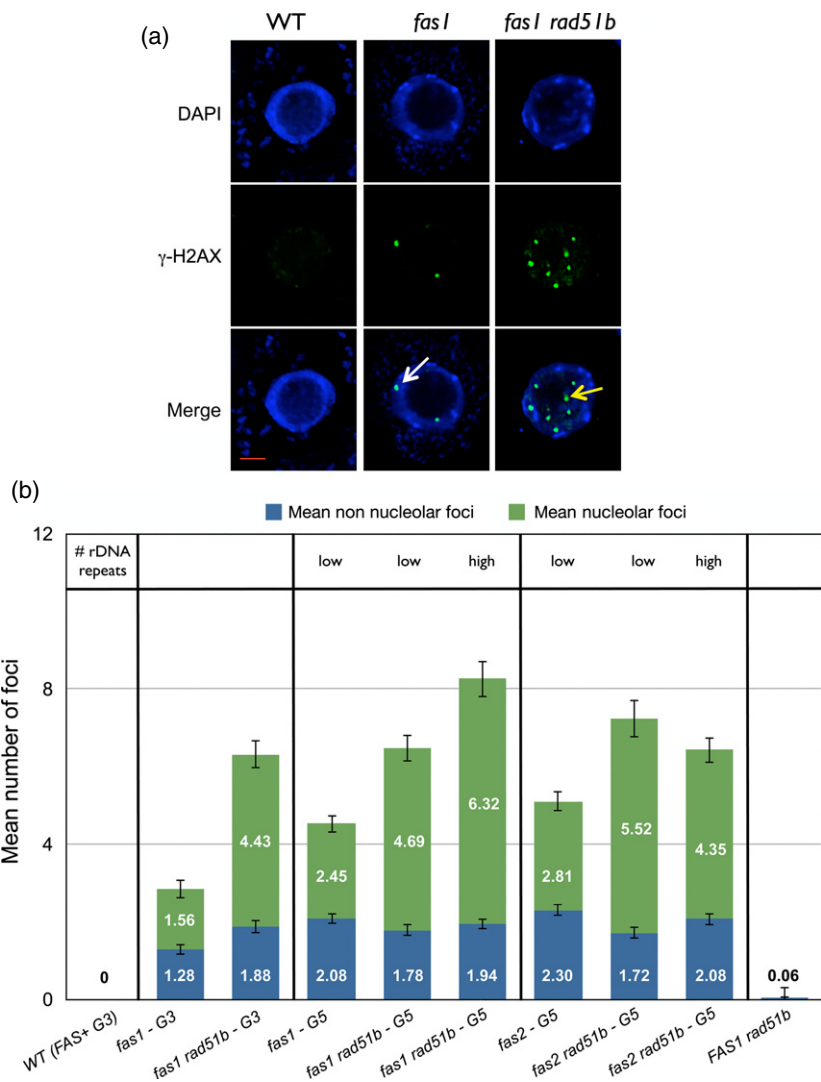 (a)
WT fas1 fas1 rad51b
DAPI
γ-H2AX
Merge
(b)
Mean non nucleolar foci Mean nucleolar foci
Mean number of foci
12
8
4
0
# rDNA
repeats
low low high low low high
0
1.56
1.28
4.43
1.88
2.45
2.08
4.69
1.78
6.32
1.94
2.81
2.30
5.52
1.72
4.35
2.08
0.06
WT (FAS+ G3)
fas1 - G3
fas1 rad51b - G3
fas1 - G5
fas1 rad51b - G5
fas1 rad51b - G5
fas2 - G5
fas2 rad51b - G5
fas2 rad51b - G5
FAS1 rad51b